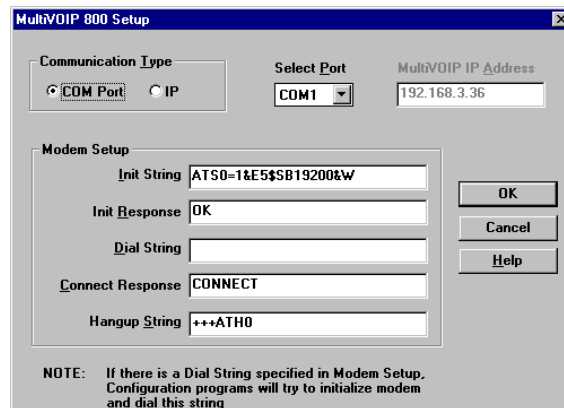 MultiVOIP 800 Setup
Communication Type
COM Port
IP
Select Port
COM1
MultiVOIP IP Address
192.168.3.36
Modem Setup
Init String
ATS0=1&E5$SB19200&W
Init Response
OK
Dial String
Connect Response
CONNECT
Hangup String
+++ATH0
OK
Cancel
Help
NOTE: If there is a Dial String specified in Modem Setup,
Configuration programs will try to initialize modem
and dial this string